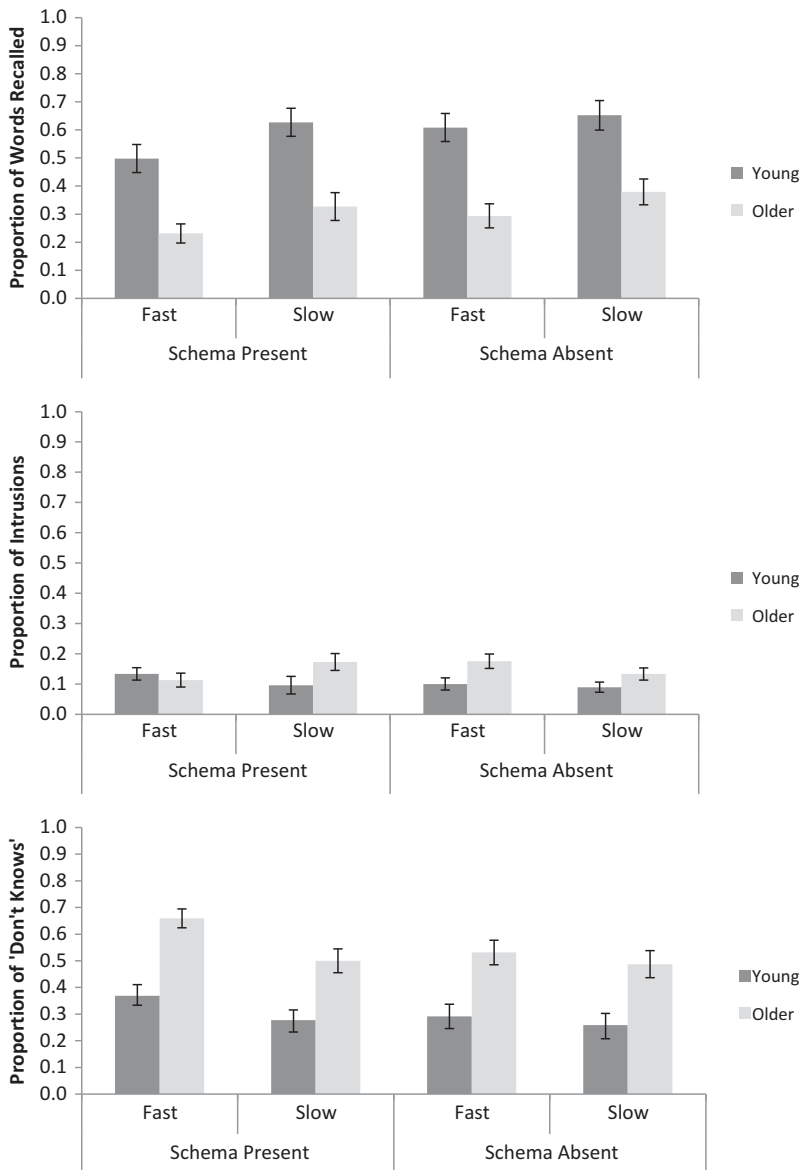 Proportion of Words Recalled
1.0
0.9
0.8
0.7
0.6
0.5
0.4
0.3
0.2
0.1
0.0
Fast
Slow
Fast
Slow
Schema Present
Schema Absent
Young
Older
Proportion of Intrusions
1.0
0.9
0.8
0.7
0.6
0.5
0.4
0.3
0.2
0.1
0.0
Fast
Slow
Fast
Slow
Schema Present
Schema Absent
Young
Older
Proportion of 'Don't Knows'
1.0
0.9
0.8
0.7
0.6
0.5
0.4
0.3
0.2
0.1
0.0
Fast
Slow
Fast
Slow
Schema Present
Schema Absent
Young
Older